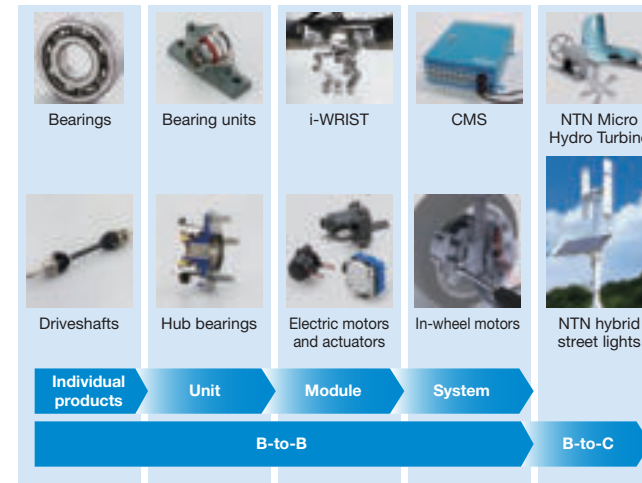 Bearings
Bearing units
i-WRIST
CMS
NTN Micro
Hydro Turbine
Driveshafts
Hub bearings
Electric motors
and actuators
In-wheel motors
NTN hybrid
street lights
Individual
products
Unit
Module
System
B-to-B
B-to-C